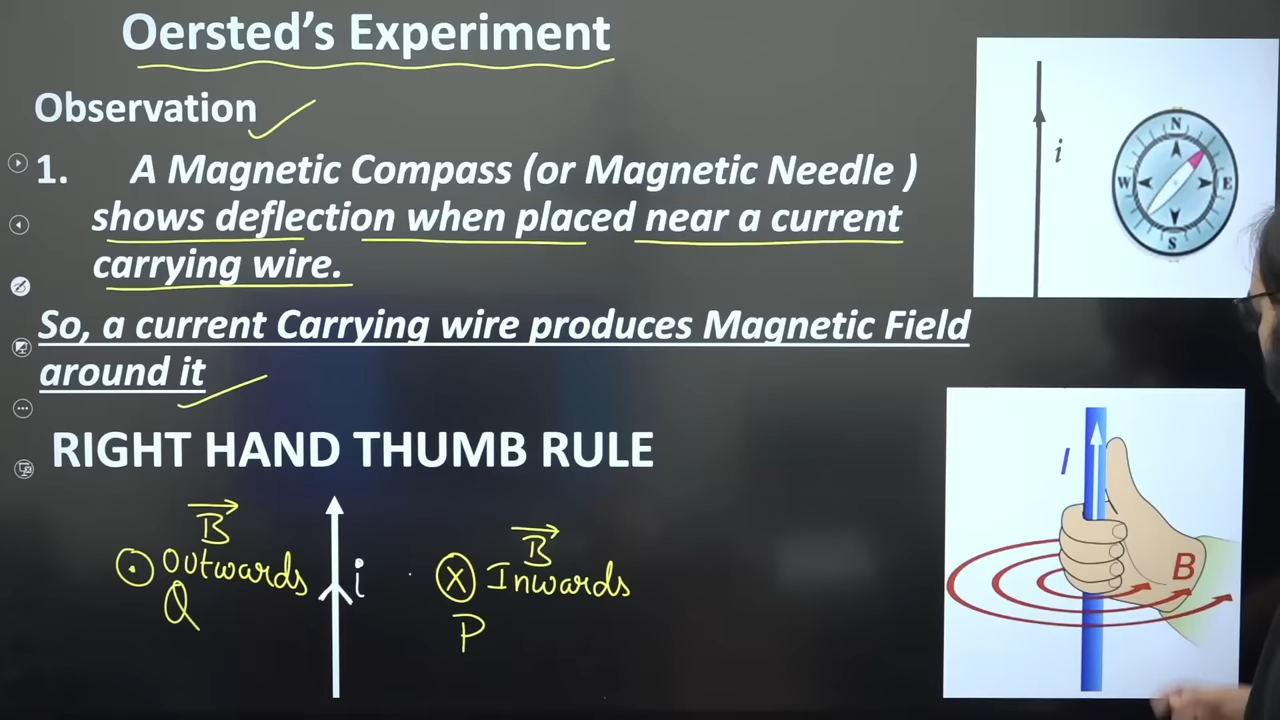 Oersted's Experiment
Observation
1. A Magnetic Compass (or Magnetic Needle )
shows deflection when placed near a current
carrying wire.
So, a current Carrying wire produces Magnetic Field
around it
RIGHT HAND THUMB RULE
B
Outwards
Q
i
B
Inwards
P
i
N
W E
S
I
B